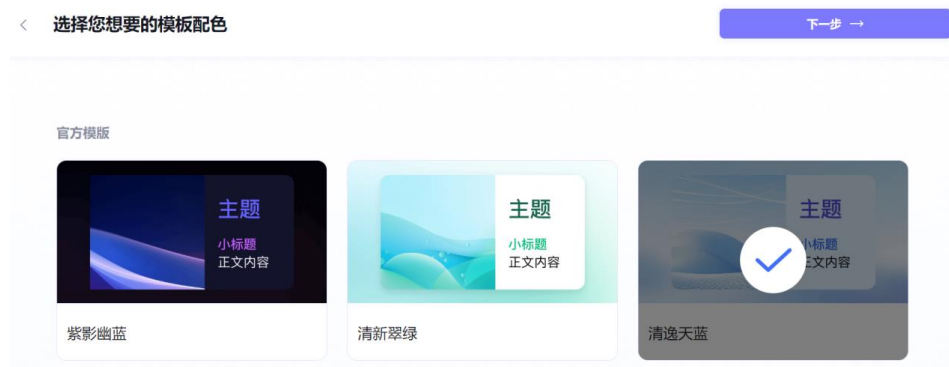 选择您想要的模板配色
下一步 →
官方模版
主题
小标题
正文内容
紫影幽蓝
主题
小标题
正文内容
清新翠绿
主题
小标题
正文内容
清逸天蓝